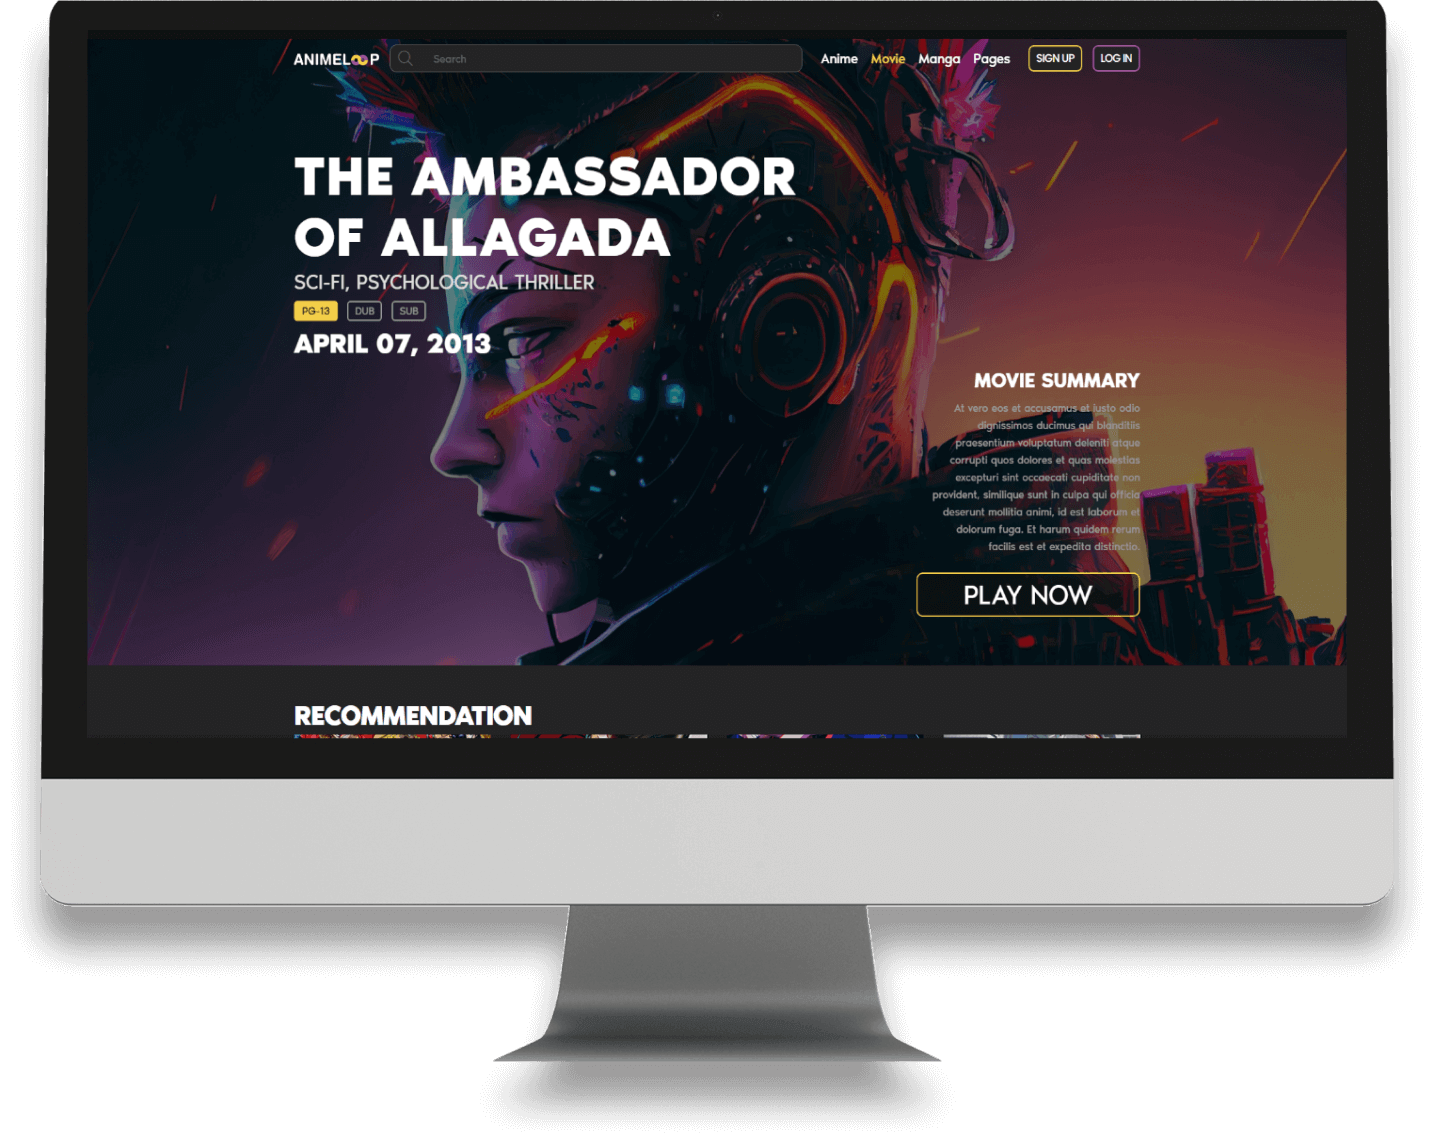 ANIMELOOP
Search
Anime Movie Manga Pages SIGN UP LOG IN
THE AMBASSADOR
OF ALLAGADA
SCI-FI, PSYCHOLOGICAL THRILLER
PG-13 DUB SUB
APRIL 07, 2013
MOVIE SUMMARY
At vero eos et accusamus et iusto odio
dignissimos ducimus qui blanditiis
praesentium voluptatum deleniti atque
corrupti quos dolores et quas molestias
excepturi sint occaecati cupiditate non
provident, similique sunt in culpa qui officia
deserunt mollitia animi, id est laborum et
dolorum fuga. Et harum quidem rerum
facilis est et expedita distinctio.
PLAY NOW
RECOMMENDATION